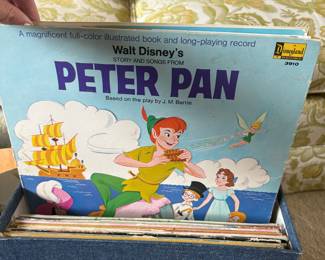 A magnificent full-color illustrated book and long-playing record
Disneyland
3910
Walt Disney's
STORY AND SONGS FROM
PETER PAN
Based on the play by J. M. Barrie